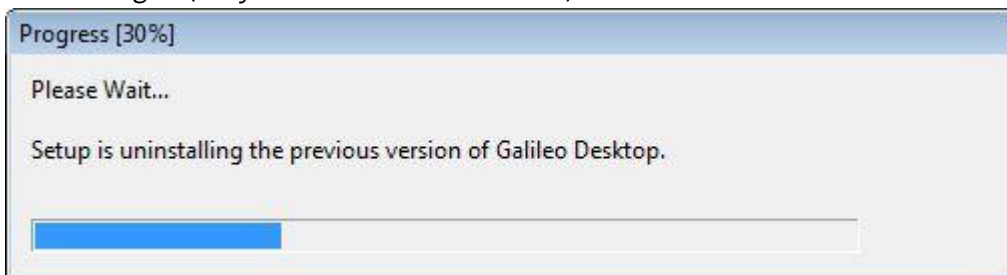 Progress [30%]
Please Wait...
Setup is uninstalling the previous version of Galileo Desktop.